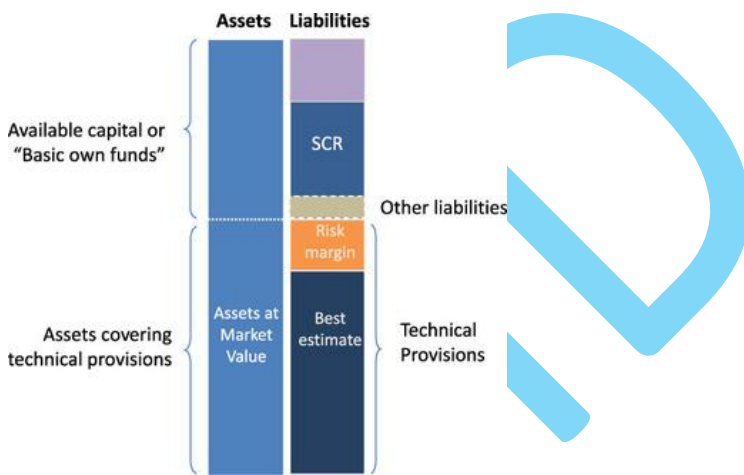 Assets Liabilities
Available capital or
“Basic own funds”
SCR
Other liabilities
Risk
margin
Assets covering
technical provisions
Assets at
Market
Value
Best
estimate
Technical
Provisions